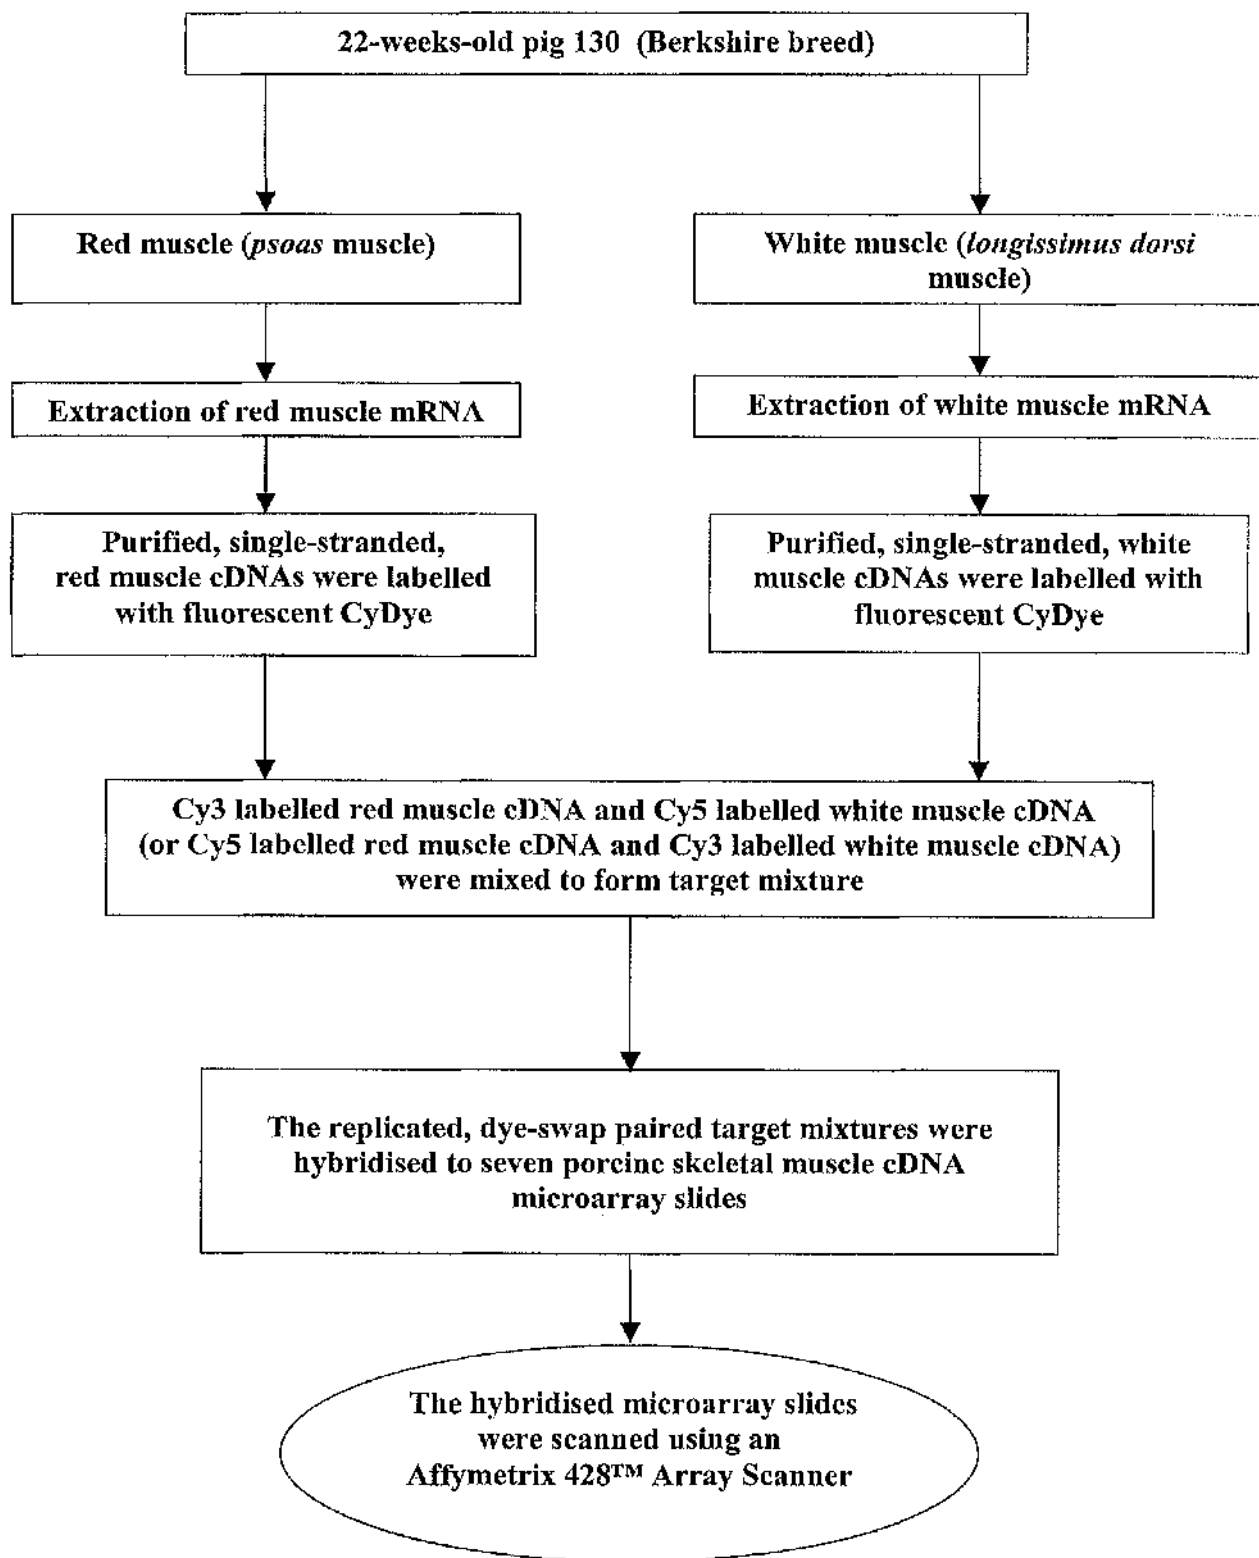 22-weeks-old pig 130 (Berkshire breed)
Red muscle (psoas muscle)
White muscle (longissimus dorsi
muscle)
Extraction of red muscle mRNA
Extraction of white muscle mRNA
Purified, single-stranded,
red muscle cDNAs were labelled
with fluorescent CyDye
Purified, single-stranded, white
muscle cDNAs were labelled with
fluorescent CyDye
Cy3 labelled red muscle cDNA and Cy5 labelled white muscle cDNA
(or Cy5 labelled red muscle cDNA and Cy3 labelled white muscle cDNA)
were mixed to form target mixture
The replicated, dye-swap paired target mixtures were
hybridised to seven porcine skeletal muscle cDNA
microarray slides
The hybridised microarray slides
were scanned using an
Affymetrix 428™ Array Scanner